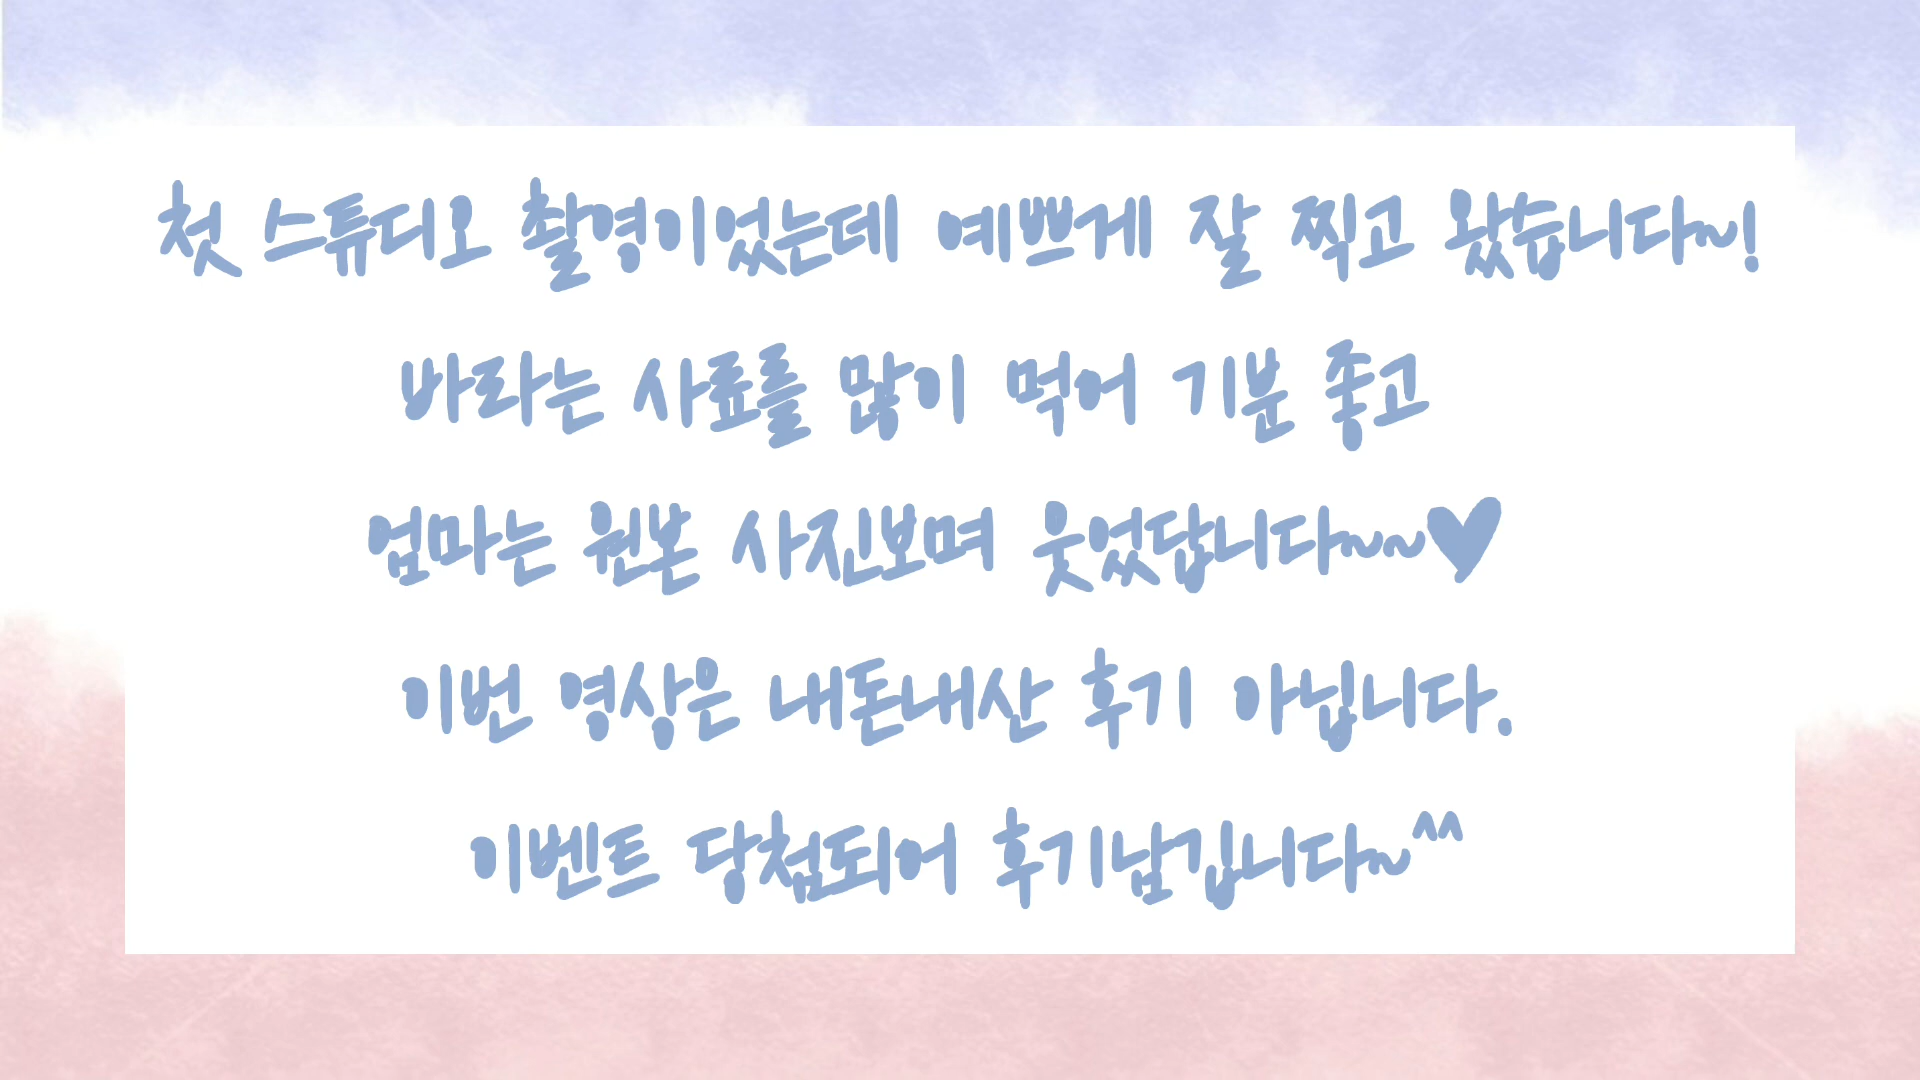 첫 스튜디오 촬영이었는데 예쁘게 잘 찍고 왔습니다~!
바라는 사료를 많이 먹어 기분 좋고
엄마는 원본 사진보며 웃었답니다~~♥
이번 영상은 내돈내산 후기 아닙니다.
이벤트 당첨되어 후기남깁니다~^^